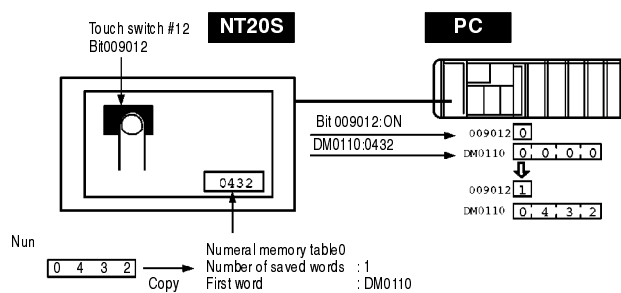 Touch switch #12
Bit009012
NT20S
PC
Bit 009012:ON
DM0110:0432
009012 0
DM0110 0 0 0 0
009012 1
DM0110 0 4 3 2
0432
Nun
0 4 3 2
Copy
Numeral memory table0
Number of saved words : 1
First word : DM0110